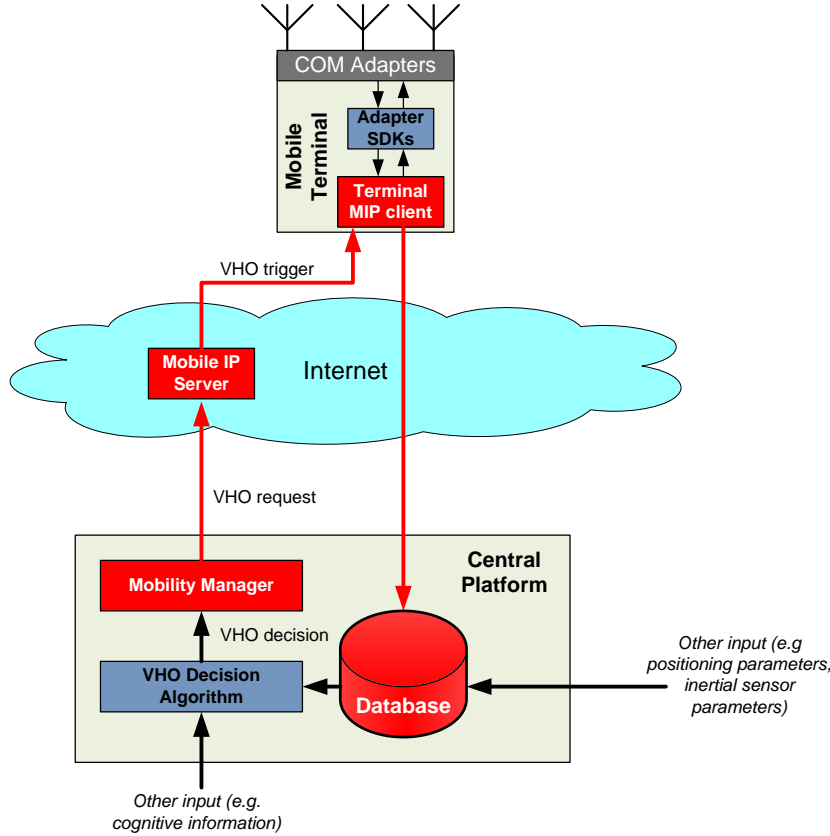 COM Adapters
Mobile
Terminal
Adapter
SDKs
Terminal
MIP client
VHO trigger
Mobile IP
Server
Internet
VHO request
Central
Platform
Mobility Manager
VHO decision
VHO Decision
Algorithm
Database
Other input (e.g
positioning parameters,
inertial sensor
parameters)
Other input (e.g.
cognitive information)